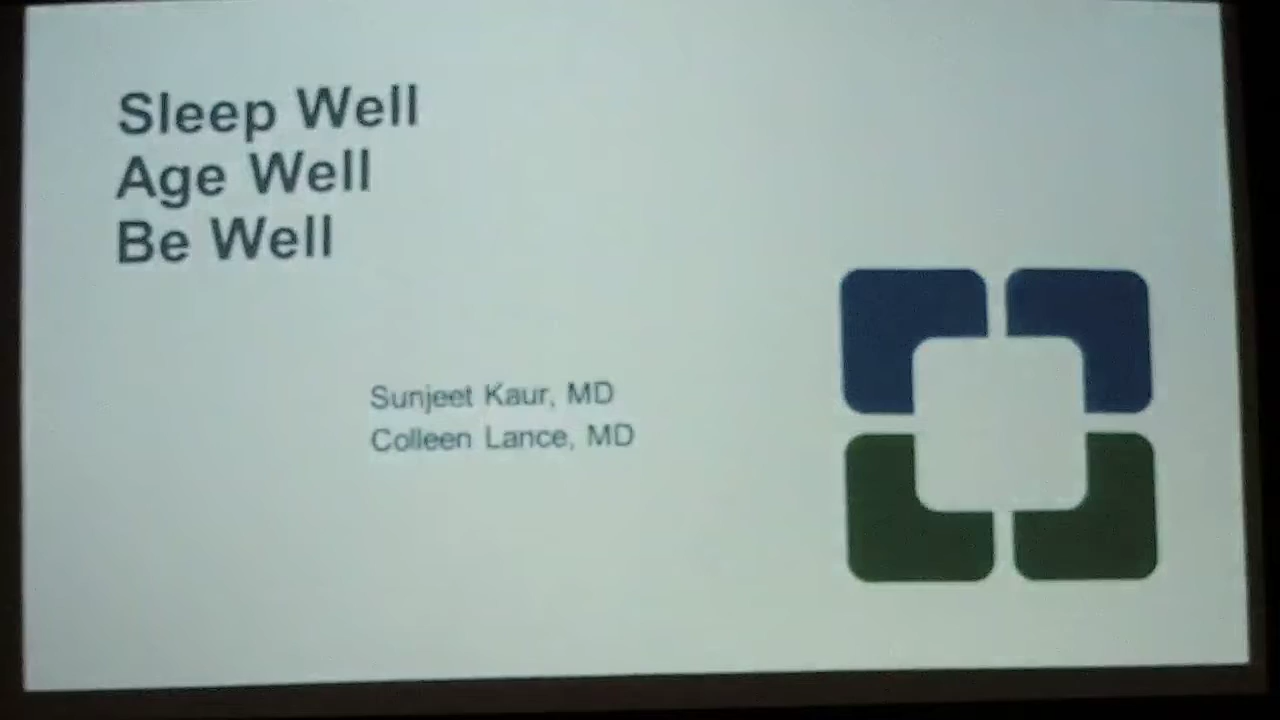 Sleep Well
Age Well
Be Well
Sunjeet Kaur, MD
Colleen Lance, MD